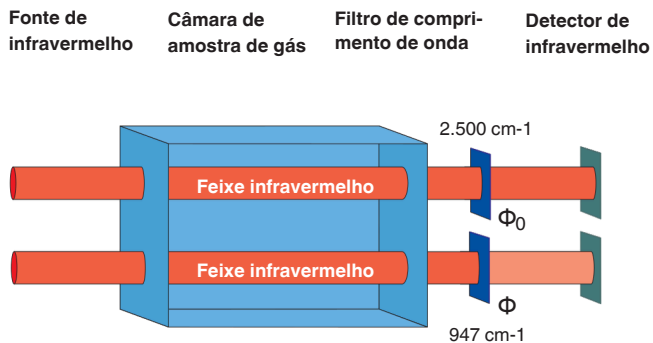 Fonte de
infravermelho
Câmara de
amostra de gás
Filtro de compri-
mento de onda
Detector de
infravermelho
2.500 cm-1
Feixe infravermelho
Φ0
Feixe infravermelho
Φ
947 cm-1